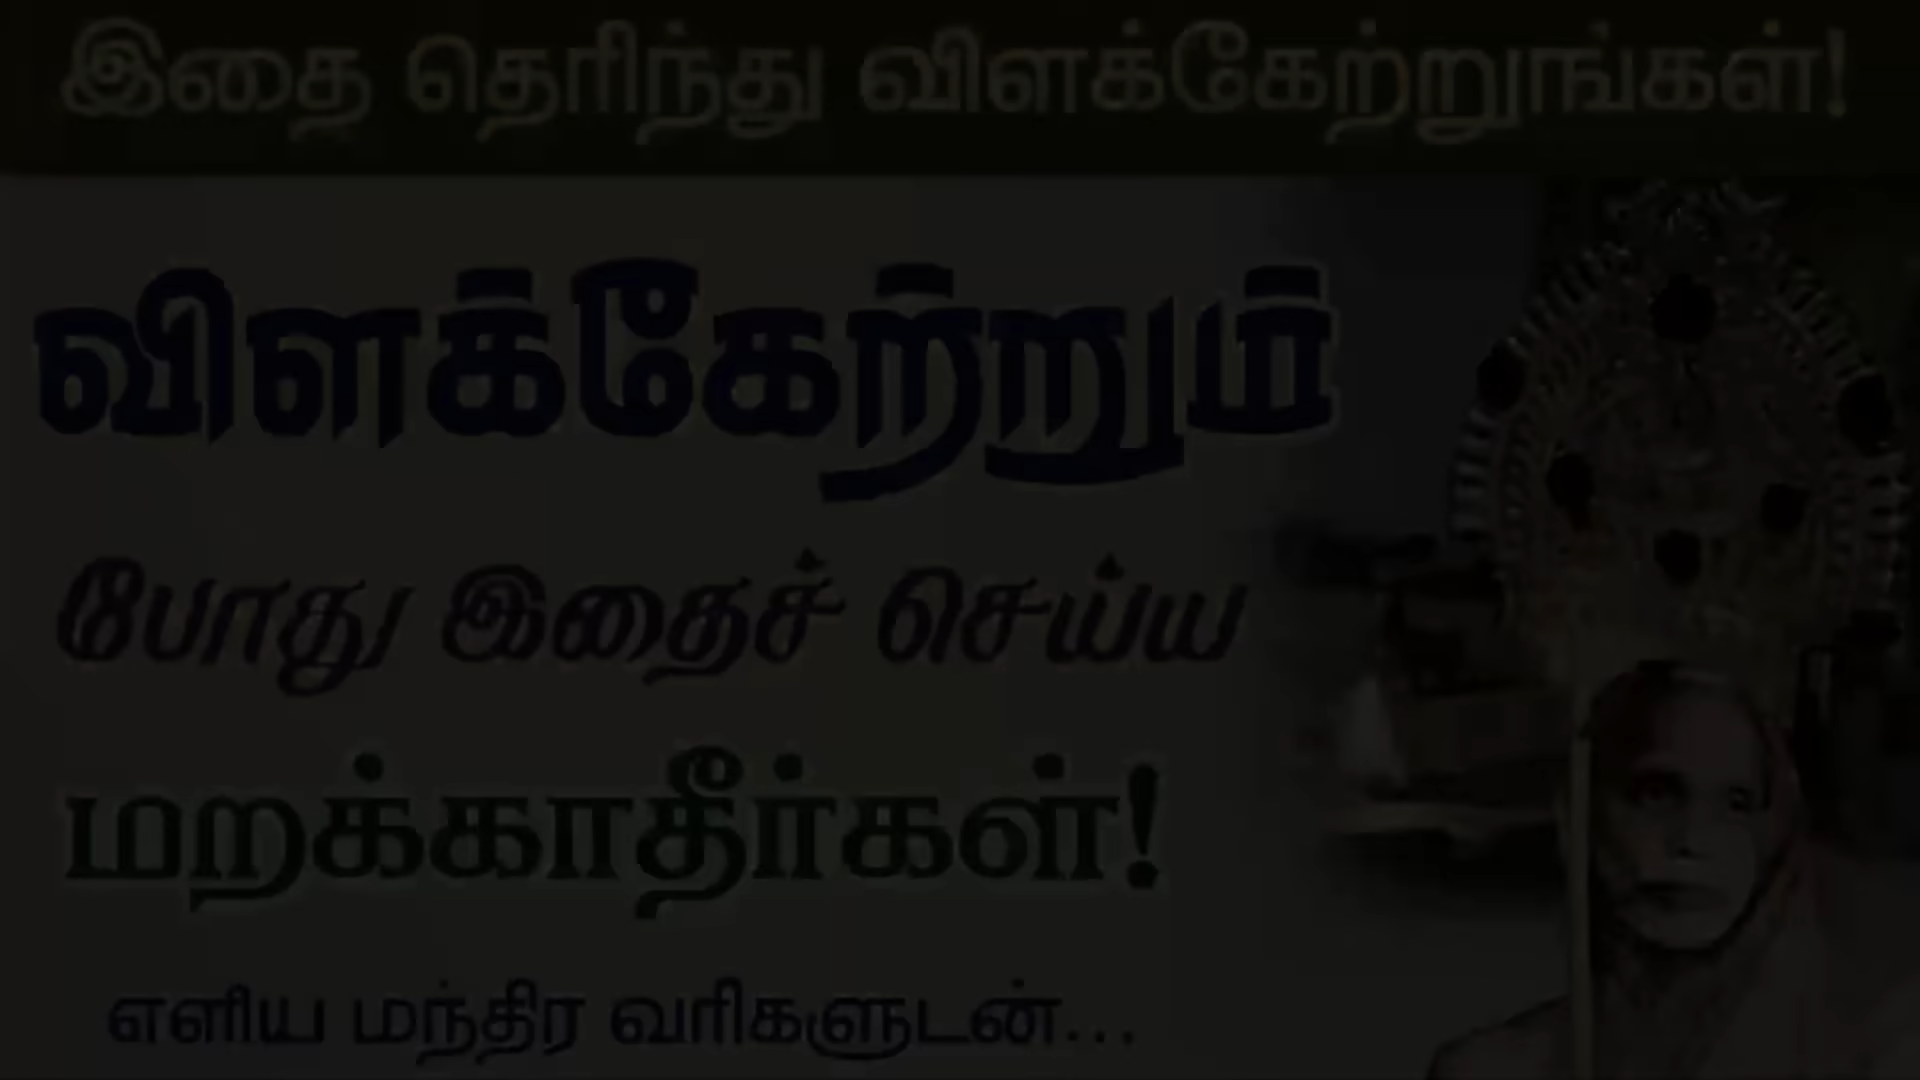 இதை தெரிந்து விளக்கேற்றுங்கள்!
விளக்கேற்றும்
போது இதைச் செய்ய
மறக்காதீர்கள்!
எளிய மந்திர வரிகளுடன்...